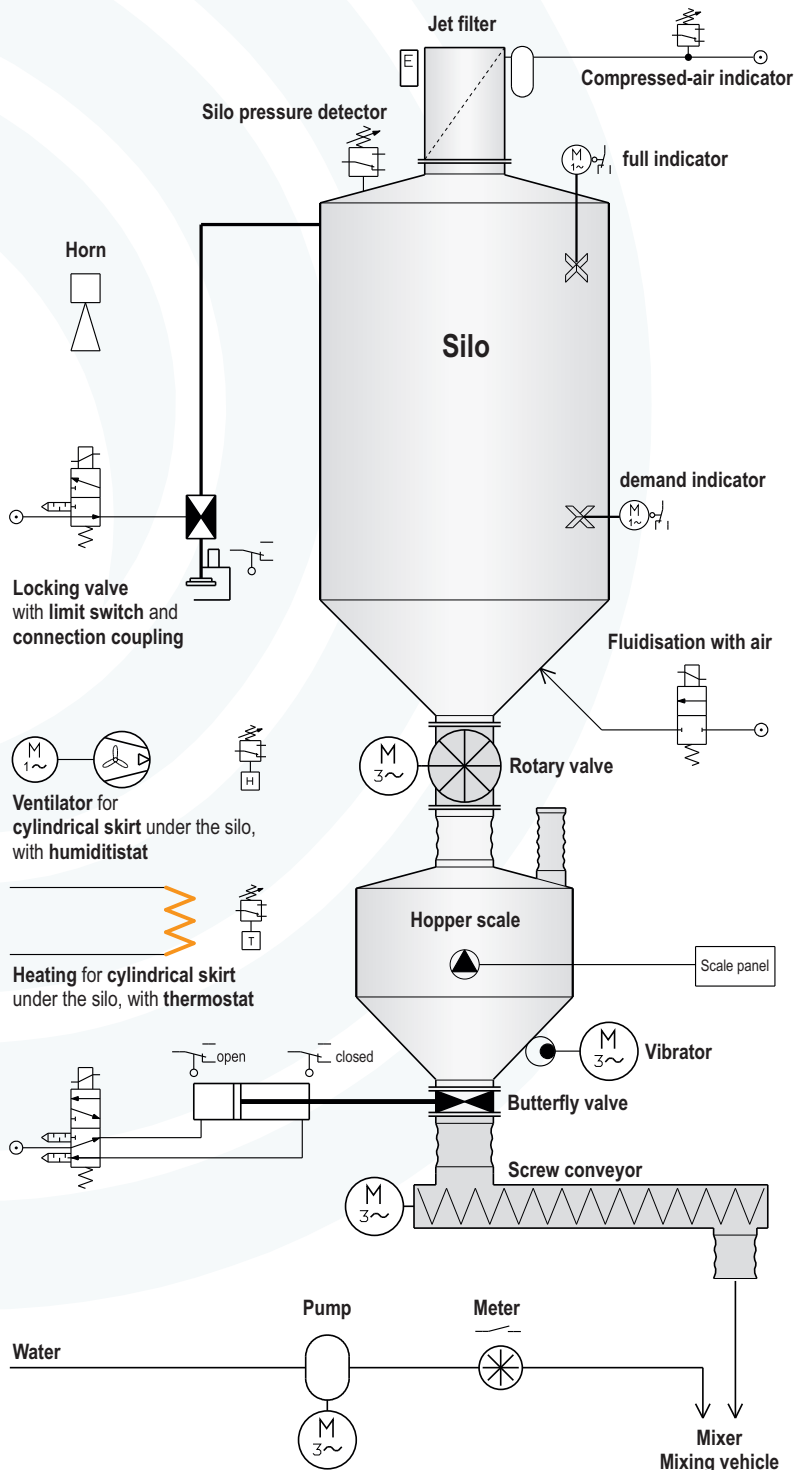 Jet filter
E
Compressed-air indicator
Silo pressure detector
M
1~
full indicator
Horn
Silo
demand indicator
M
1~
Locking valve
with limit switch and
connection coupling
Fluidisation with air
M
1~
H
M
3~
Rotary valve
Ventilator for
cylindrical skirt under the silo,
with humiditistat
Hopper scale
T
Scale panel
Heating for cylindrical skirt
under the silo, with thermostat
open
closed
M
3~
Vibrator
Butterfly valve
Screw conveyor
M
3~
Pump
Meter
Water
M
3~
Mixer
Mixing vehicle